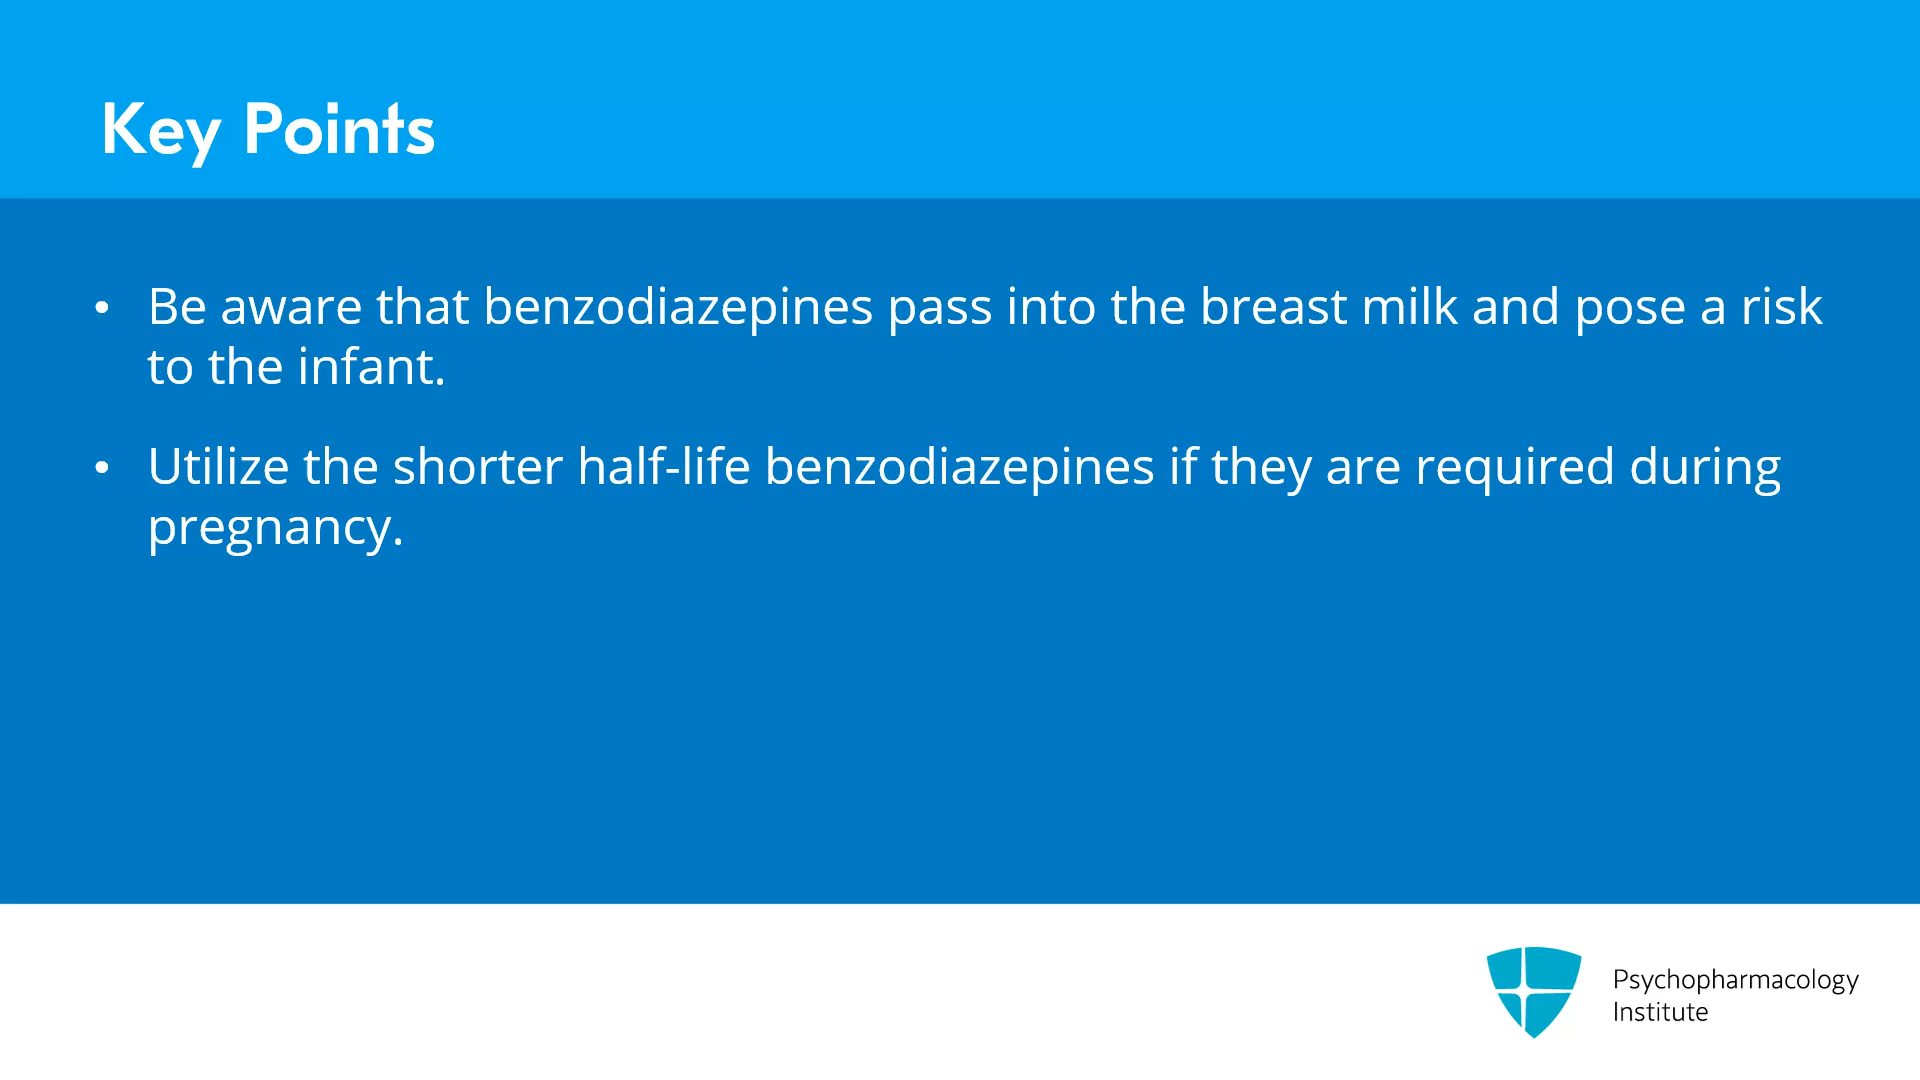 Key Points
• Be aware that benzodiazepines pass into the breast milk and pose a risk
to the infant.
• Utilize the shorter half-life benzodiazepines if they are required during
pregnancy.
Psychopharmacology
Institute